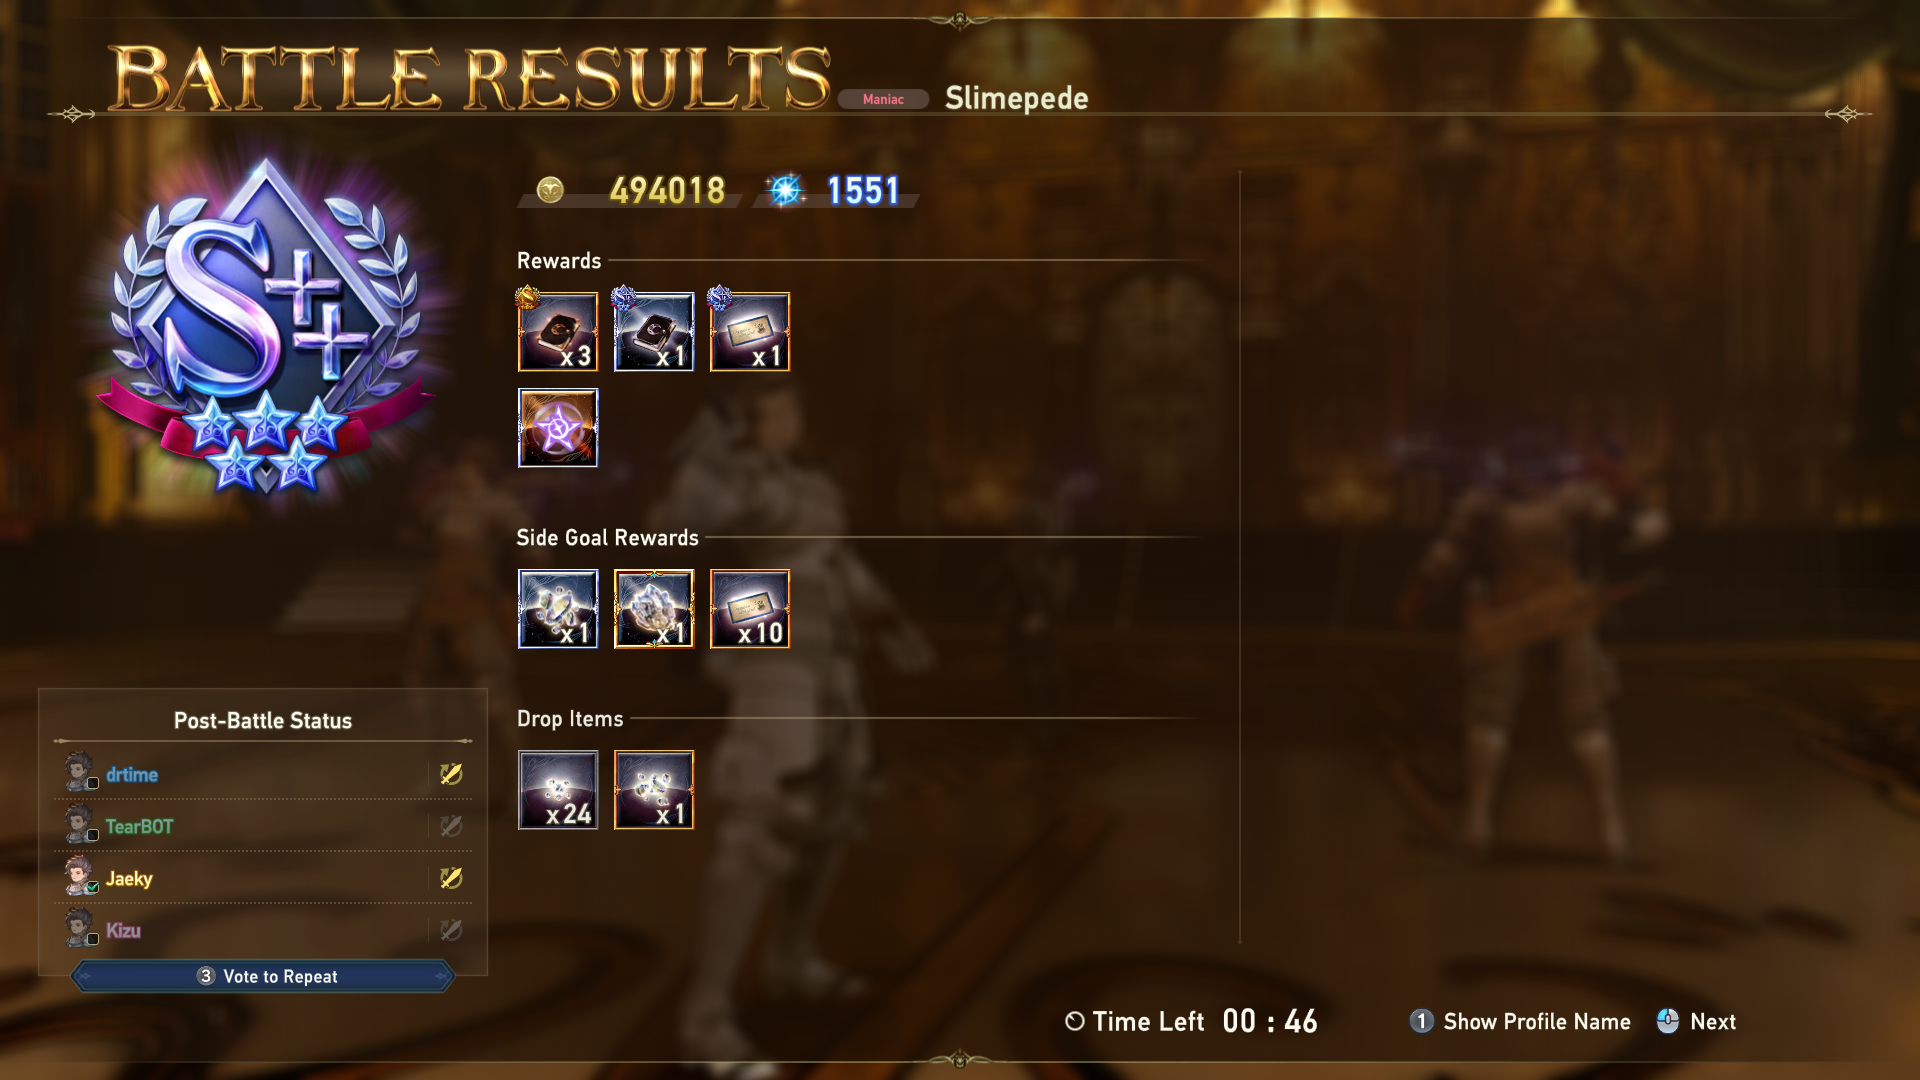 BATTLE RESULTS Maniac Slimepede
S++
494018 1551
Rewards
x3 x1 x1
Side Goal Rewards
x1 x1 x10
Drop Items
x24 x1
Post-Battle Status
drtime
TearBOT
Jaeky
Kizu
3 Vote to Repeat
Time Left 00 : 46
1 Show Profile Name
Next